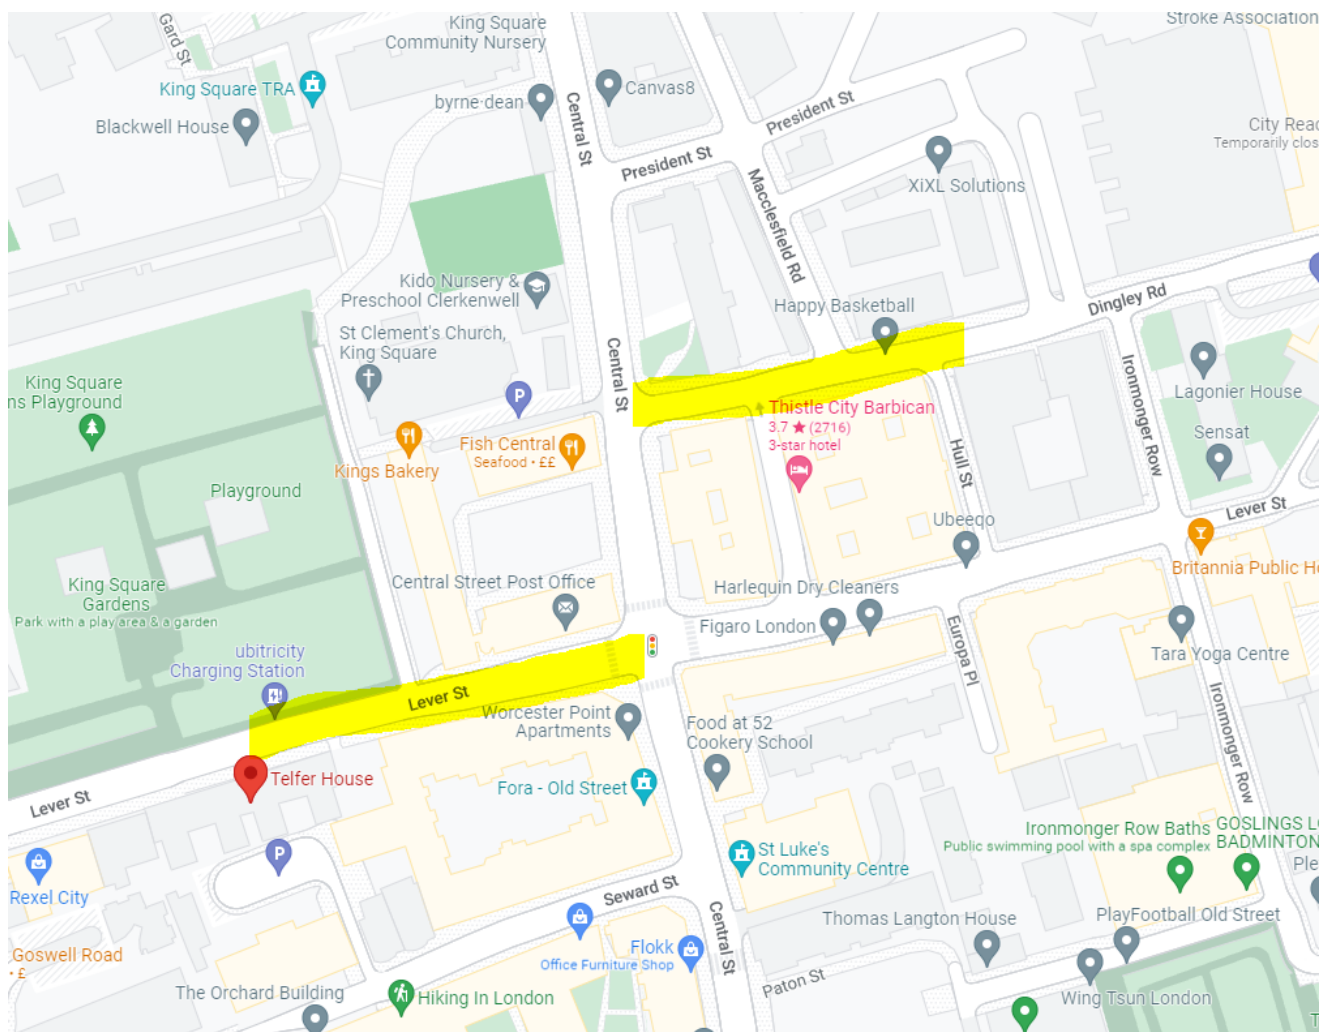 Gard St
King Square
Community Nursery
Stroke Association
King Square TRA
Canvas8
byrne·dean
Blackwell House
Central St
President St
President St
City Read
Temporarily clos
XiXL Solutions
Macclesfield Rd
Kido Nursery &
Preschool Clerkenwell
Happy Basketball
Dingley Rd
St Clement's Church,
King Square
Central St
King Square
ns Playground
P
Ironmonger Row
Lagonier House
Thistle City Barbican
3.7 ★ (2716)
3-star hotel
Fish Central
Seafood • ££
Kings Bakery
Sensat
Hull St
Playground
Lever St
Ubeeqo
Britannia Public Ho
Central Street Post Office
Harlequin Dry Cleaners
King Square
Gardens
Park with a play area & a garden
Figaro London
Europa Pl
ubitricity
Charging Station
Tara Yoga Centre
Lever St
Worcester Point
Apartments
Food at 52
Cookery School
Ironmonger Row
Telfer House
Fora - Old Street
Lever St
P
Rexel City
St Luke's
Community Centre
Ironmonger Row Baths
Public swimming pool with a spa complex
GOSLINGS LO
BADMINTON
Ple
Seward St
Central St
Thomas Langton House
PlayFootball Old Street
Goswell Road
• £
Flokk
Office Furniture Shop
Paton St
The Orchard Building
Hiking In London
Wing Tsun London